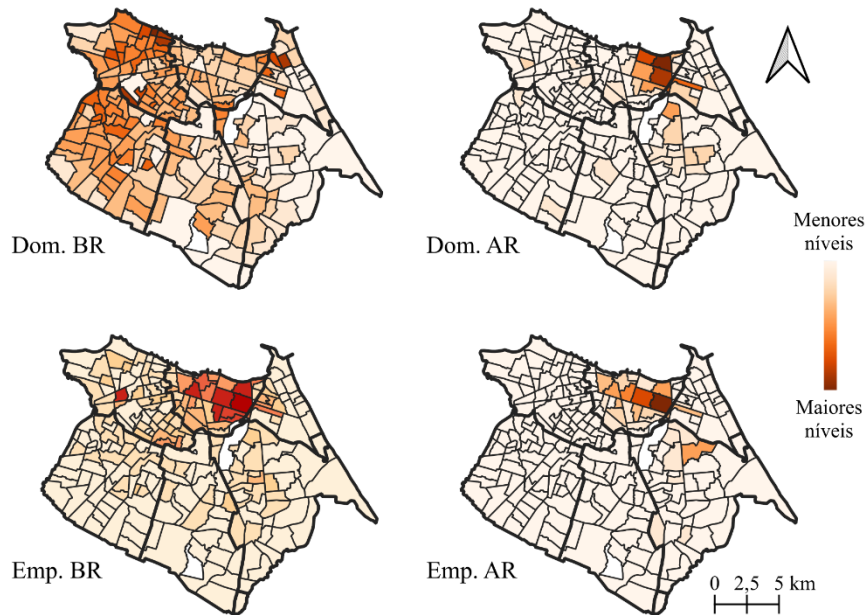 Dom. BR
Dom. AR
Menores
níveis
Maiores
níveis
Emp. BR
Emp. AR
0 2,5 5 km